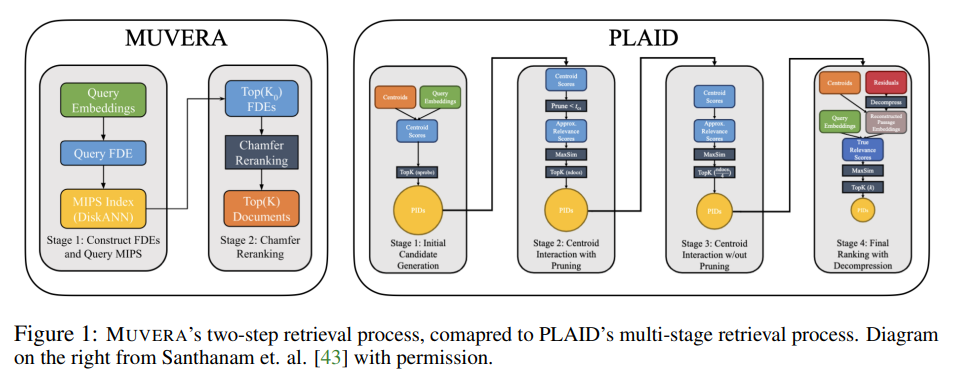 MUVERA
Query
Embeddings
Query FDE
MIPS Index
(DiskANN)
Stage 1: Construct FDEs
and Query MIPS
Top(K₀)
FDEs
Chamfer
Reranking
Top(K)
Documents
Stage 2: Chamfer
Reranking
PLAID
Centroids
Query
Embeddings
Centroid
Scores
TopK (nprobe)
PIDs
Stage 1: Initial
Candidate
Generation
Centroid
Scores
Prune <
Approx.
Relevance
Scores
MaxSim
TopK (ndocs)
PIDs
Stage 2: Centroid
Interaction with
Pruning
Centroid
Scores
Approx.
Relevance
Scores
MaxSim
TopK (ndocs/4)
PIDs
Stage 3: Centroid
Interaction w/out
Pruning
Centroids
Residuals
Decompress
Query
Embeddings
Reconstructed
Passage
Embeddings
True
Relevance
Scores
MaxSim
TopK (k)
PIDs
Stage 4: Final
Ranking with
Decompression
Figure 1: MUVERA's two-step retrieval process, comapred to PLAID's multi-stage retrieval process. Diagram
on the right from Santhanam et. al. [43] with permission.